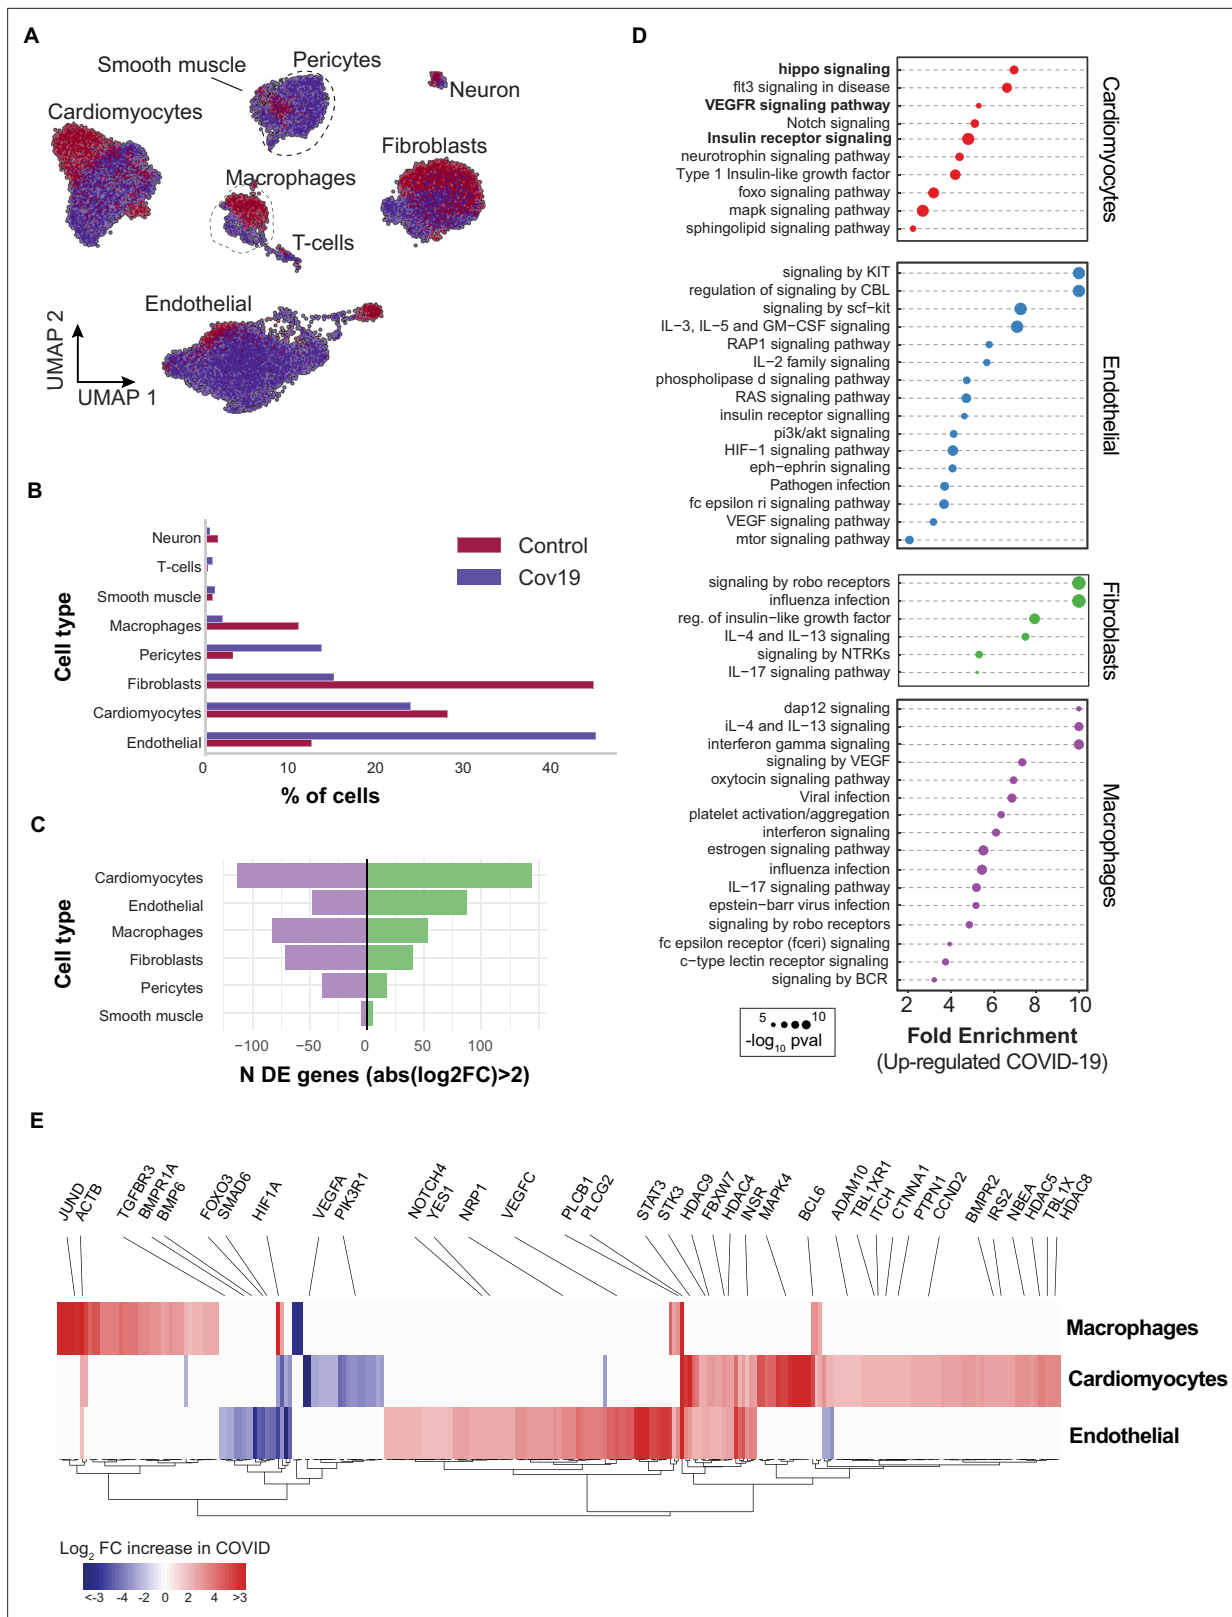 A
Smooth muscle
Pericytes
Neuron
Cardiomyocytes
Fibroblasts
Macrophages
T-cells
Endothelial
UMAP 2
UMAP 1
B
Cell type
Neuron
T-cells
Smooth muscle
Macrophages
Pericytes
Fibroblasts
Cardiomyocytes
Endothelial
Control
Cov19
0 10 20 30 40
% of cells
C
Cell type
Cardiomyocytes
Endothelial
Macrophages
Fibroblasts
Pericytes
Smooth muscle
−100 −50 0 50 100
N DE genes (abs(log2FC)>2)
D
hippo signaling
flt3 signaling in disease
VEGFR signaling pathway
Notch signaling
Insulin receptor signaling
neurotrophin signaling pathway
Type 1 Insulin-like growth factor
foxo signaling pathway
mapk signaling pathway
sphingolipid signaling pathway
Cardiomyocytes
signaling by KIT
regulation of signaling by CBL
signaling by scf-kit
IL−3, IL−5 and GM−CSF signaling
RAP1 signaling pathway
IL−2 family signaling
phospholipase d signaling pathway
RAS signaling pathway
insulin receptor signalling
pi3k/akt signaling
HIF−1 signaling pathway
eph−ephrin signaling
Pathogen infection
fc epsilon ri signaling pathway
VEGF signaling pathway
mtor signaling pathway
Endothelial
signaling by robo receptors
influenza infection
reg. of insulin−like growth factor
IL−4 and IL−13 signaling
signaling by NTRKs
IL−17 signaling pathway
Fibroblasts
dap12 signaling
iL−4 and IL−13 signaling
interferon gamma signaling
signaling by VEGF
oxytocin signaling pathway
Viral infection
platelet activation/aggregation
interferon signaling
estrogen signaling pathway
influenza infection
IL−17 signaling pathway
epstein−barr virus infection
signaling by robo receptors
fc epsilon receptor (fceri) signaling
c−type lectin receptor signaling
signaling by BCR
Macrophages
2 4 6 8 10
5 10
-log10 pval
Fold Enrichment
(Up-regulated COVID-19)
E
JUND
ACTB
TGFBR3
BMPR1A
BMP6
FOXO3
SMAD6
HIF1A
VEGFA
PIK3R1
NOTCH4
YES1
NRP1
VEGFC
PLCB1
PLCG2
STAT3
STK3
HDAC9
FBXW7
HDAC4
INSR
MAPK4
BCL6
ADAM10
TBL1XR1
ITCH
CTNNA1
PTPN1
CCND2
BMPR2
IRS2
NBEA
HDAC5
TBL1X
HDAC8
Macrophages
Cardiomyocytes
Endothelial
Log2 FC increase in COVID
<-3 -4 -2 0 2 4 >3